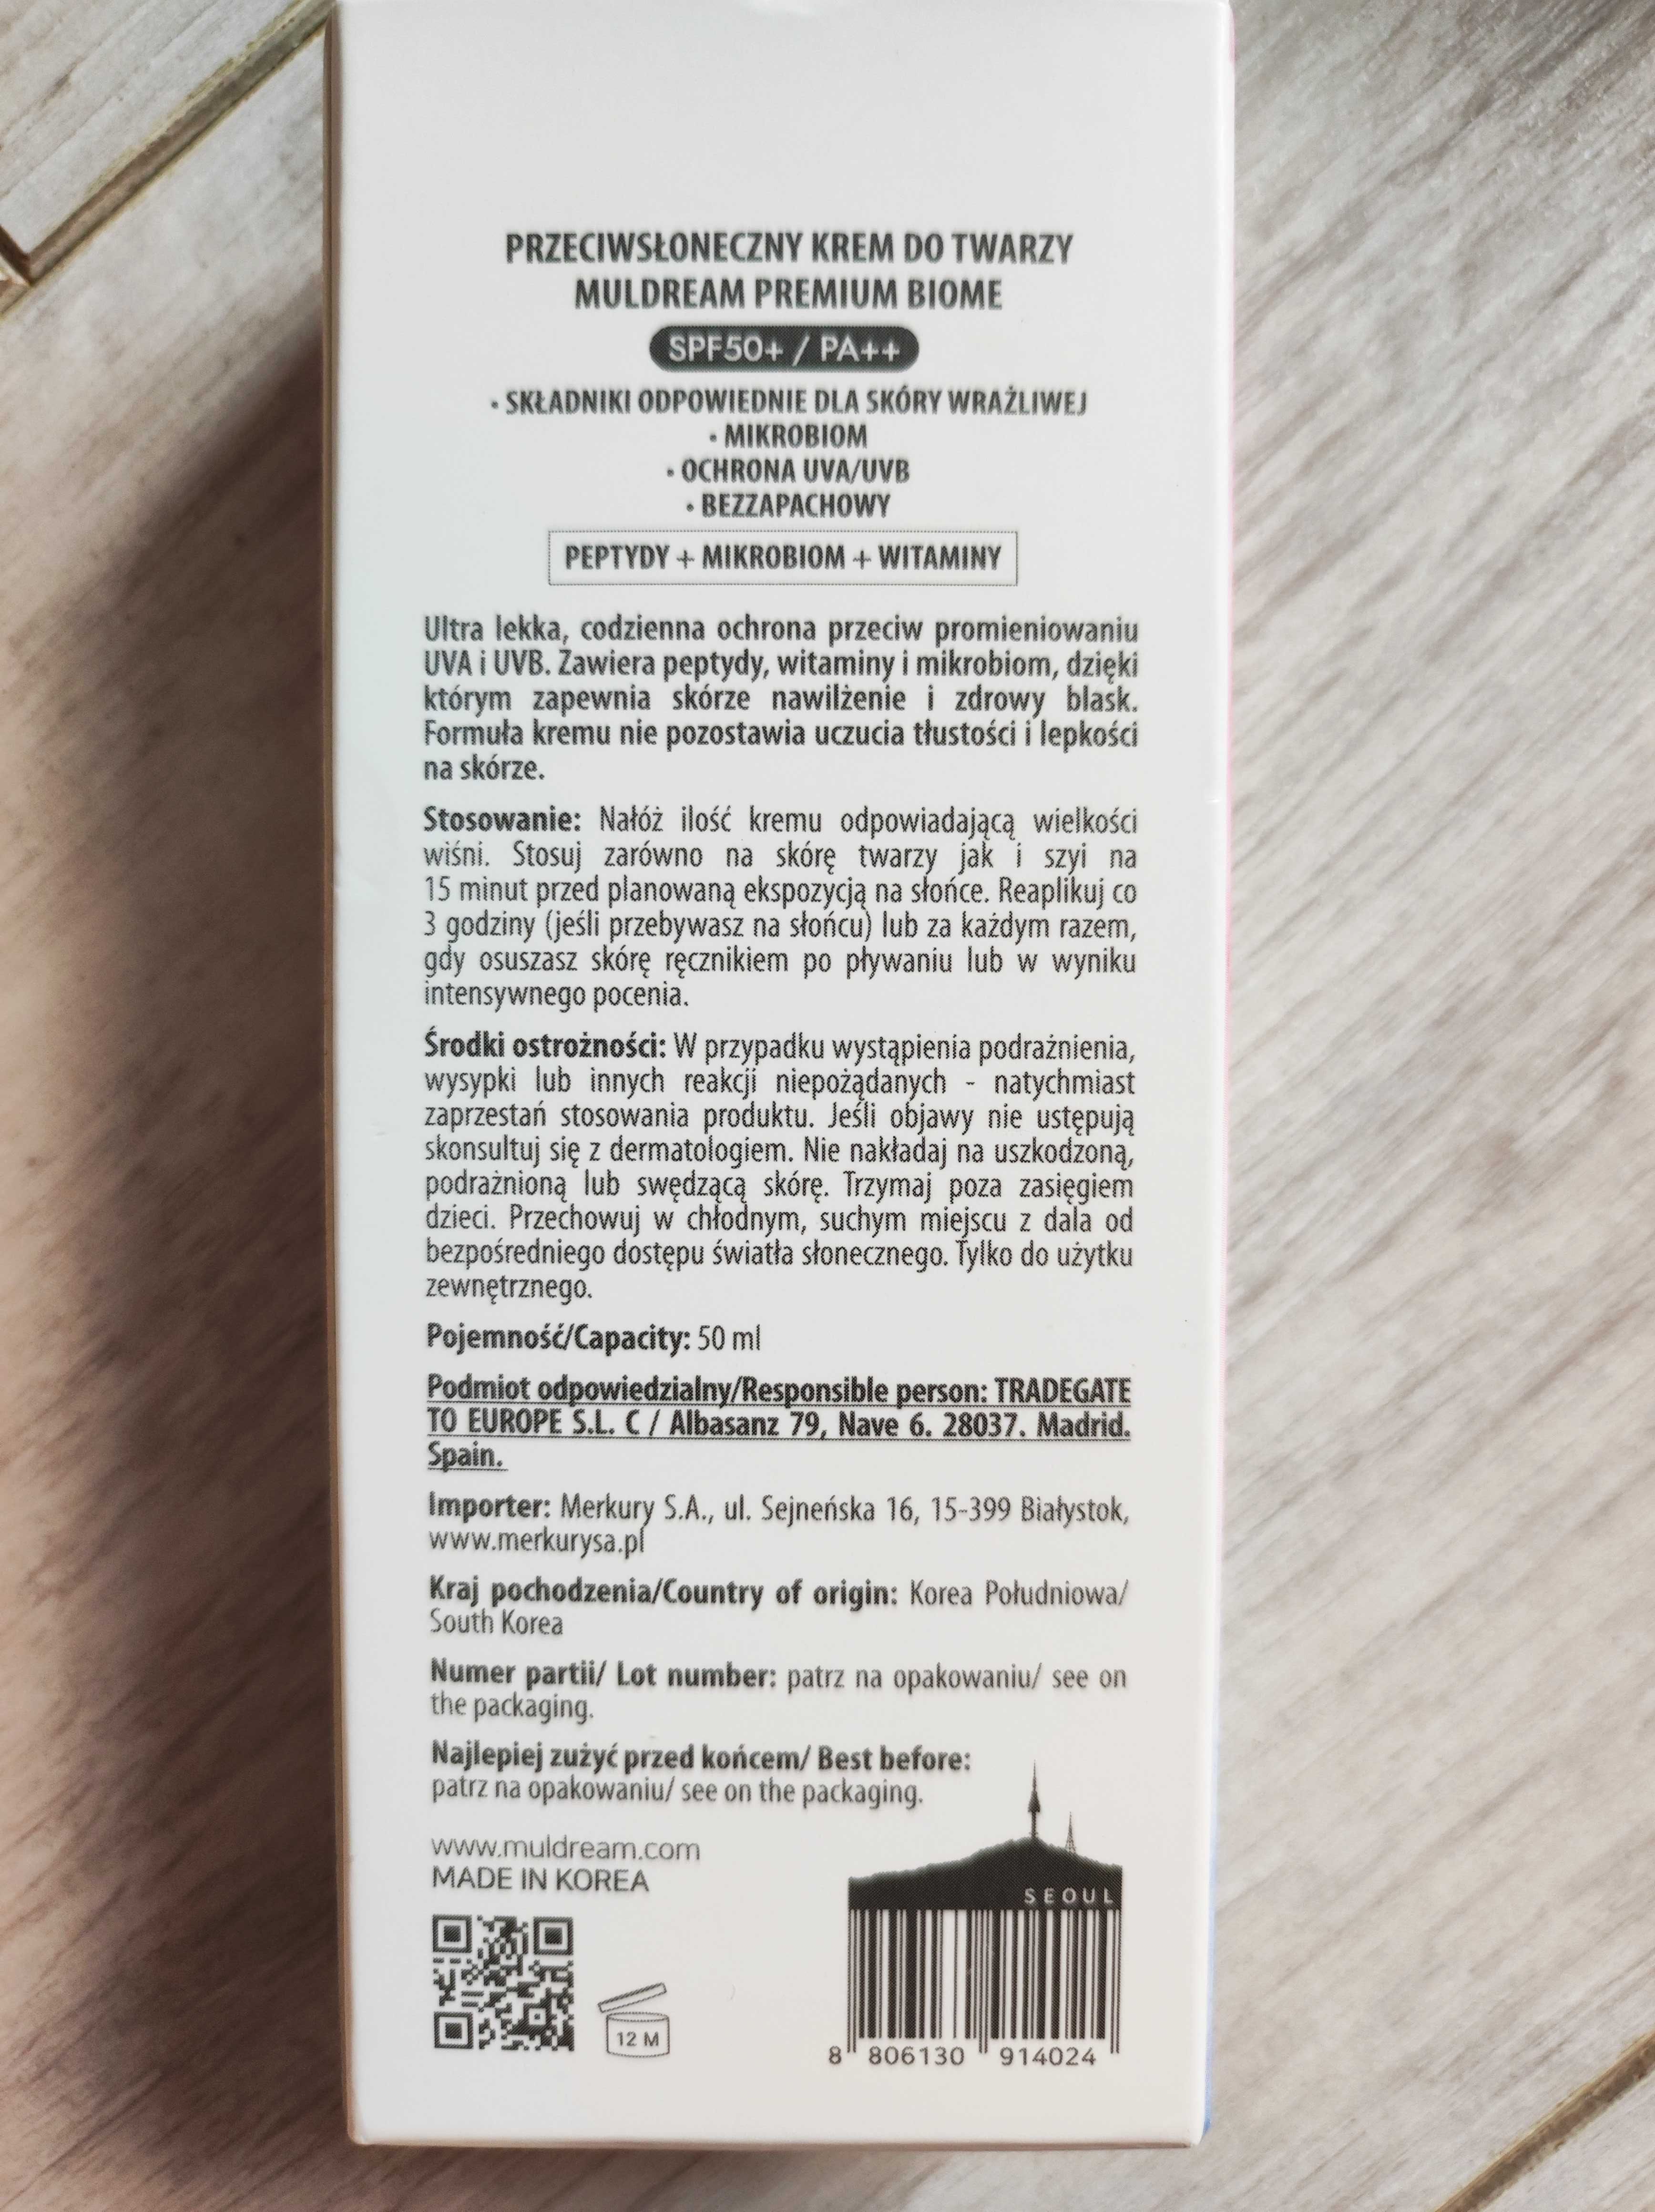 PRZECIWSŁONECZNY KREM DO TWARZY
MULDREAM PREMIUM BIOME
SPF50+ / PA++
• SKŁADNIKI ODPOWIEDNIE DLA SKÓRY WRAŻLIWEJ
• MIKROBIOM
• OCHRONA UVA/UVB
• BEZZAPACHOWY
PEPTYDY + MIKROBIOM + WITAMINY
Ultra lekka, codzienna ochrona przeciw promieniowaniu
UVA i UVB. Zawiera peptydy, witaminy i mikrobiom, dzięki
którym zapewnia skórze nawilżenie i zdrowy blask.
Formuła kremu nie pozostawia uczucia tłustości i lepkości
na skórze.
Stosowanie: Nałóż ilość kremu odpowiadającą wielkości
wiśni. Stosuj zarówno na skórę twarzy jak i szyi na
15 minut przed planowaną ekspozycją na słońce. Reaplikuj co
3 godziny (jeśli przebywasz na słońcu) lub za każdym razem,
gdy osuszasz skórę ręcznikiem po pływaniu lub w wyniku
intensywnego pocenia.
Środki ostrożności: W przypadku wystąpienia podrażnienia,
wysypki lub innych reakcji niepożądanych - natychmiast
zaprzestań stosowania produktu. Jeśli objawy nie ustępują
skonsultuj się z dermatologiem. Nie nakładaj na uszkodzoną,
podrażnioną lub swędzącą skórę. Trzymaj poza zasięgiem
dzieci. Przechowuj w chłodnym, suchym miejscu z dala od
bezpośredniego dostępu światła słonecznego. Tylko do użytku
zewnętrznego.
Pojemność/Capacity: 50 ml
Podmiot odpowiedzialny/Responsible person: TRADEGATE
TO EUROPE S.L. C / Albasanz 79, Nave 6. 28037. Madrid.
Spain.
Importer: Merkury S.A., ul. Sejneńska 16, 15-399 Białystok,
www.merkurysa.pl
Kraj pochodzenia/Country of origin: Korea Południowa/
South Korea
Numer partii/ Lot number: patrz na opakowaniu/ see on
the packaging.
Najlepiej zużyć przed końcem/ Best before:
patrz na opakowaniu/ see on the packaging.
www.muldream.com
MADE IN KOREA
SEOUL
12 M
8 806130 914024